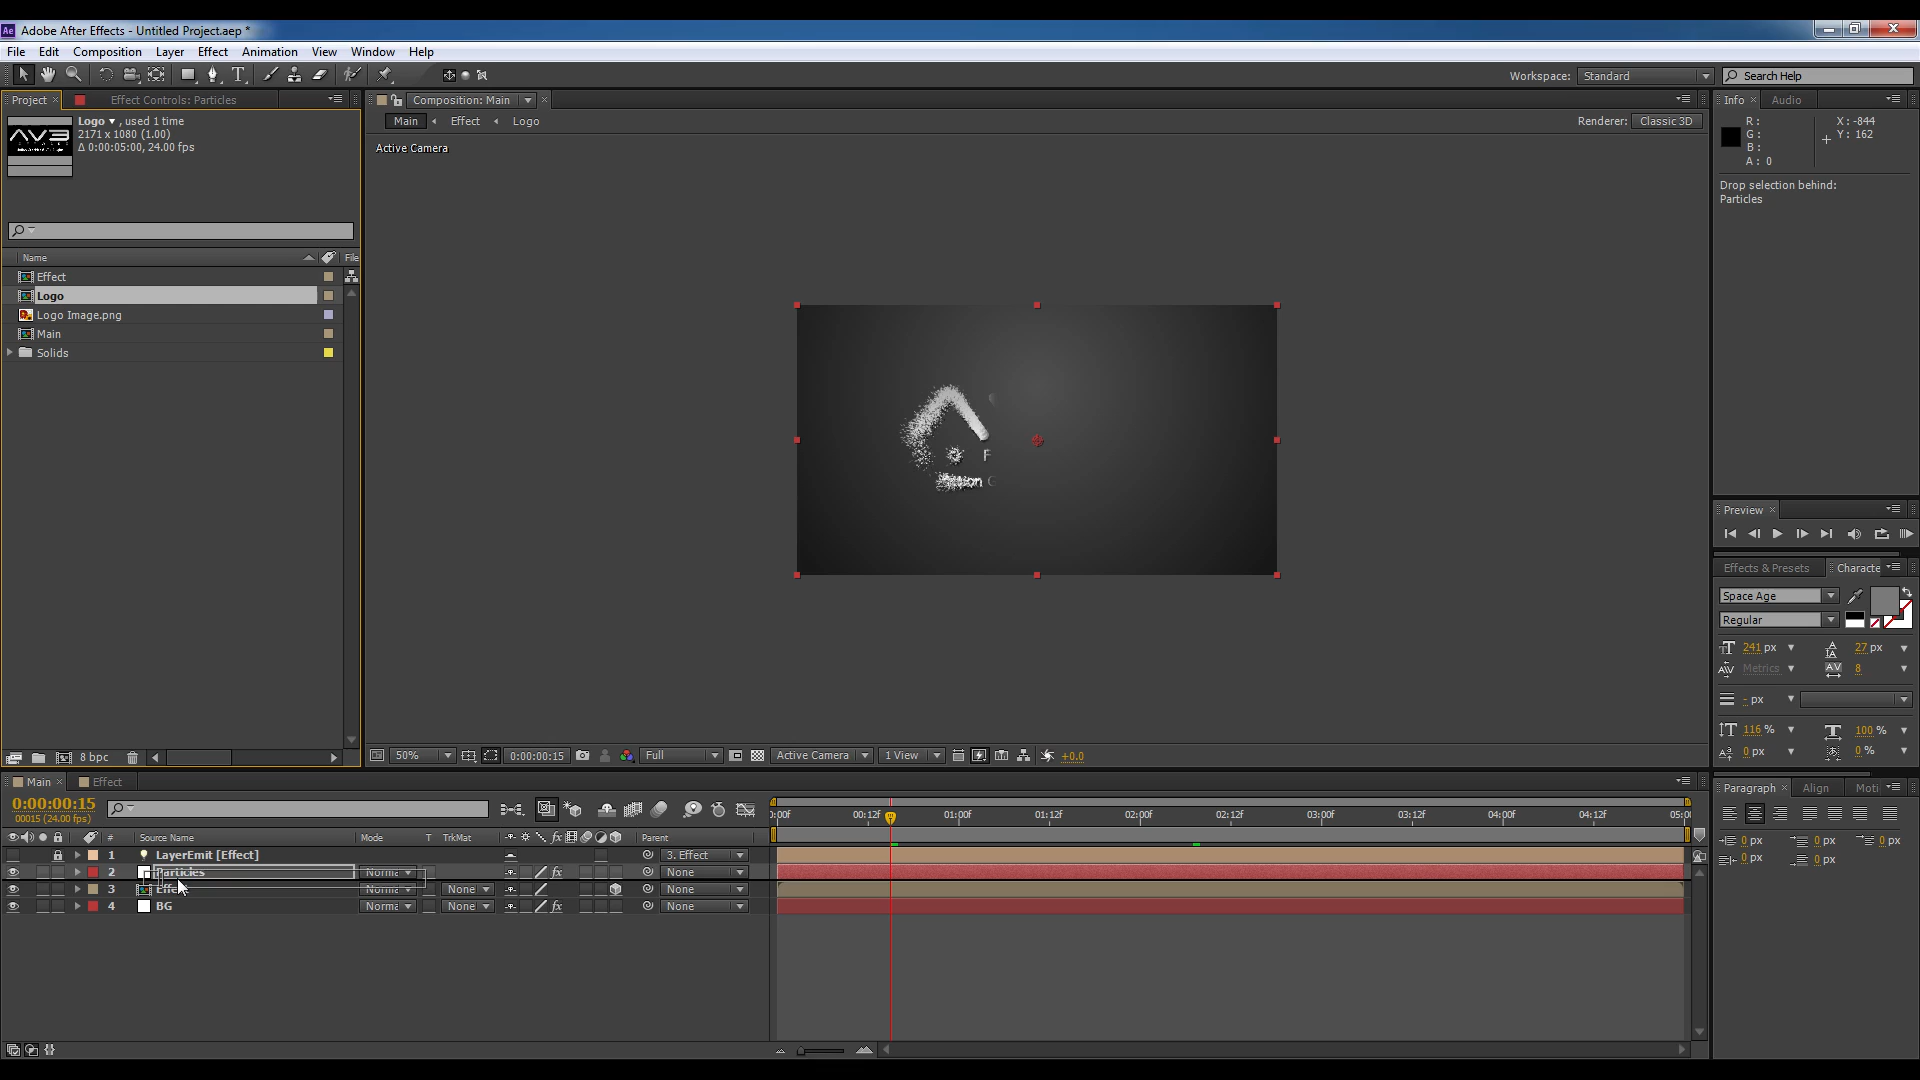 Adobe After Effects - Untitled Project.aep *
File Edit Composition Layer Effect Animation View Window Help
Workspace: Standard Search Help
Project Effect Controls: Particles
Composition: Main
Info Audio
Logo , used 1 time
2171 x 1080 (1.00)
Δ 0:00:05:00, 24.00 fps
AV3
Main Effect Logo
Renderer: Classic 3D
Active Camera
R :
G :
B :
A : 0
X : -844
Y : 162
Drop selection behind:
Particles
Name File
Effect
Logo
Logo Image.png
Main
Solids
F
tion
Preview
Effects & Presets Characte
Space Age
Regular
241 px 27 px
Metrics 8
- px
116 % 100 %
0 px 0 %
8 bpc
50% 0:00:00:15 Full Active Camera 1 View +0.0
Main Effect
Paragraph Align Moti
0 px 0 px 0 px
0 px 0 px
0:00:00:15
00015 (24.00 fps)
:00f 00:12f 01:00f 01:12f 02:00f 02:12f 03:00f 03:12f 04:00f 04:12f 05:0
# Source Name Mode T TrkMat Parent
1 LayerEmit [Effect] 3. Effect
2 Particles Norma None
3 Norma None None
4 BG Norma None None